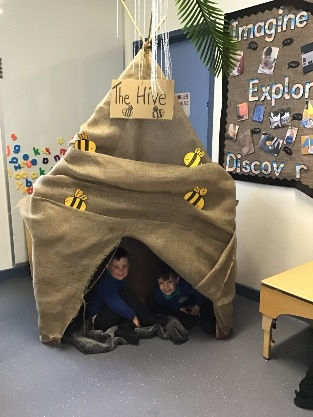 The Hive
Imagine
Explor
Discov r